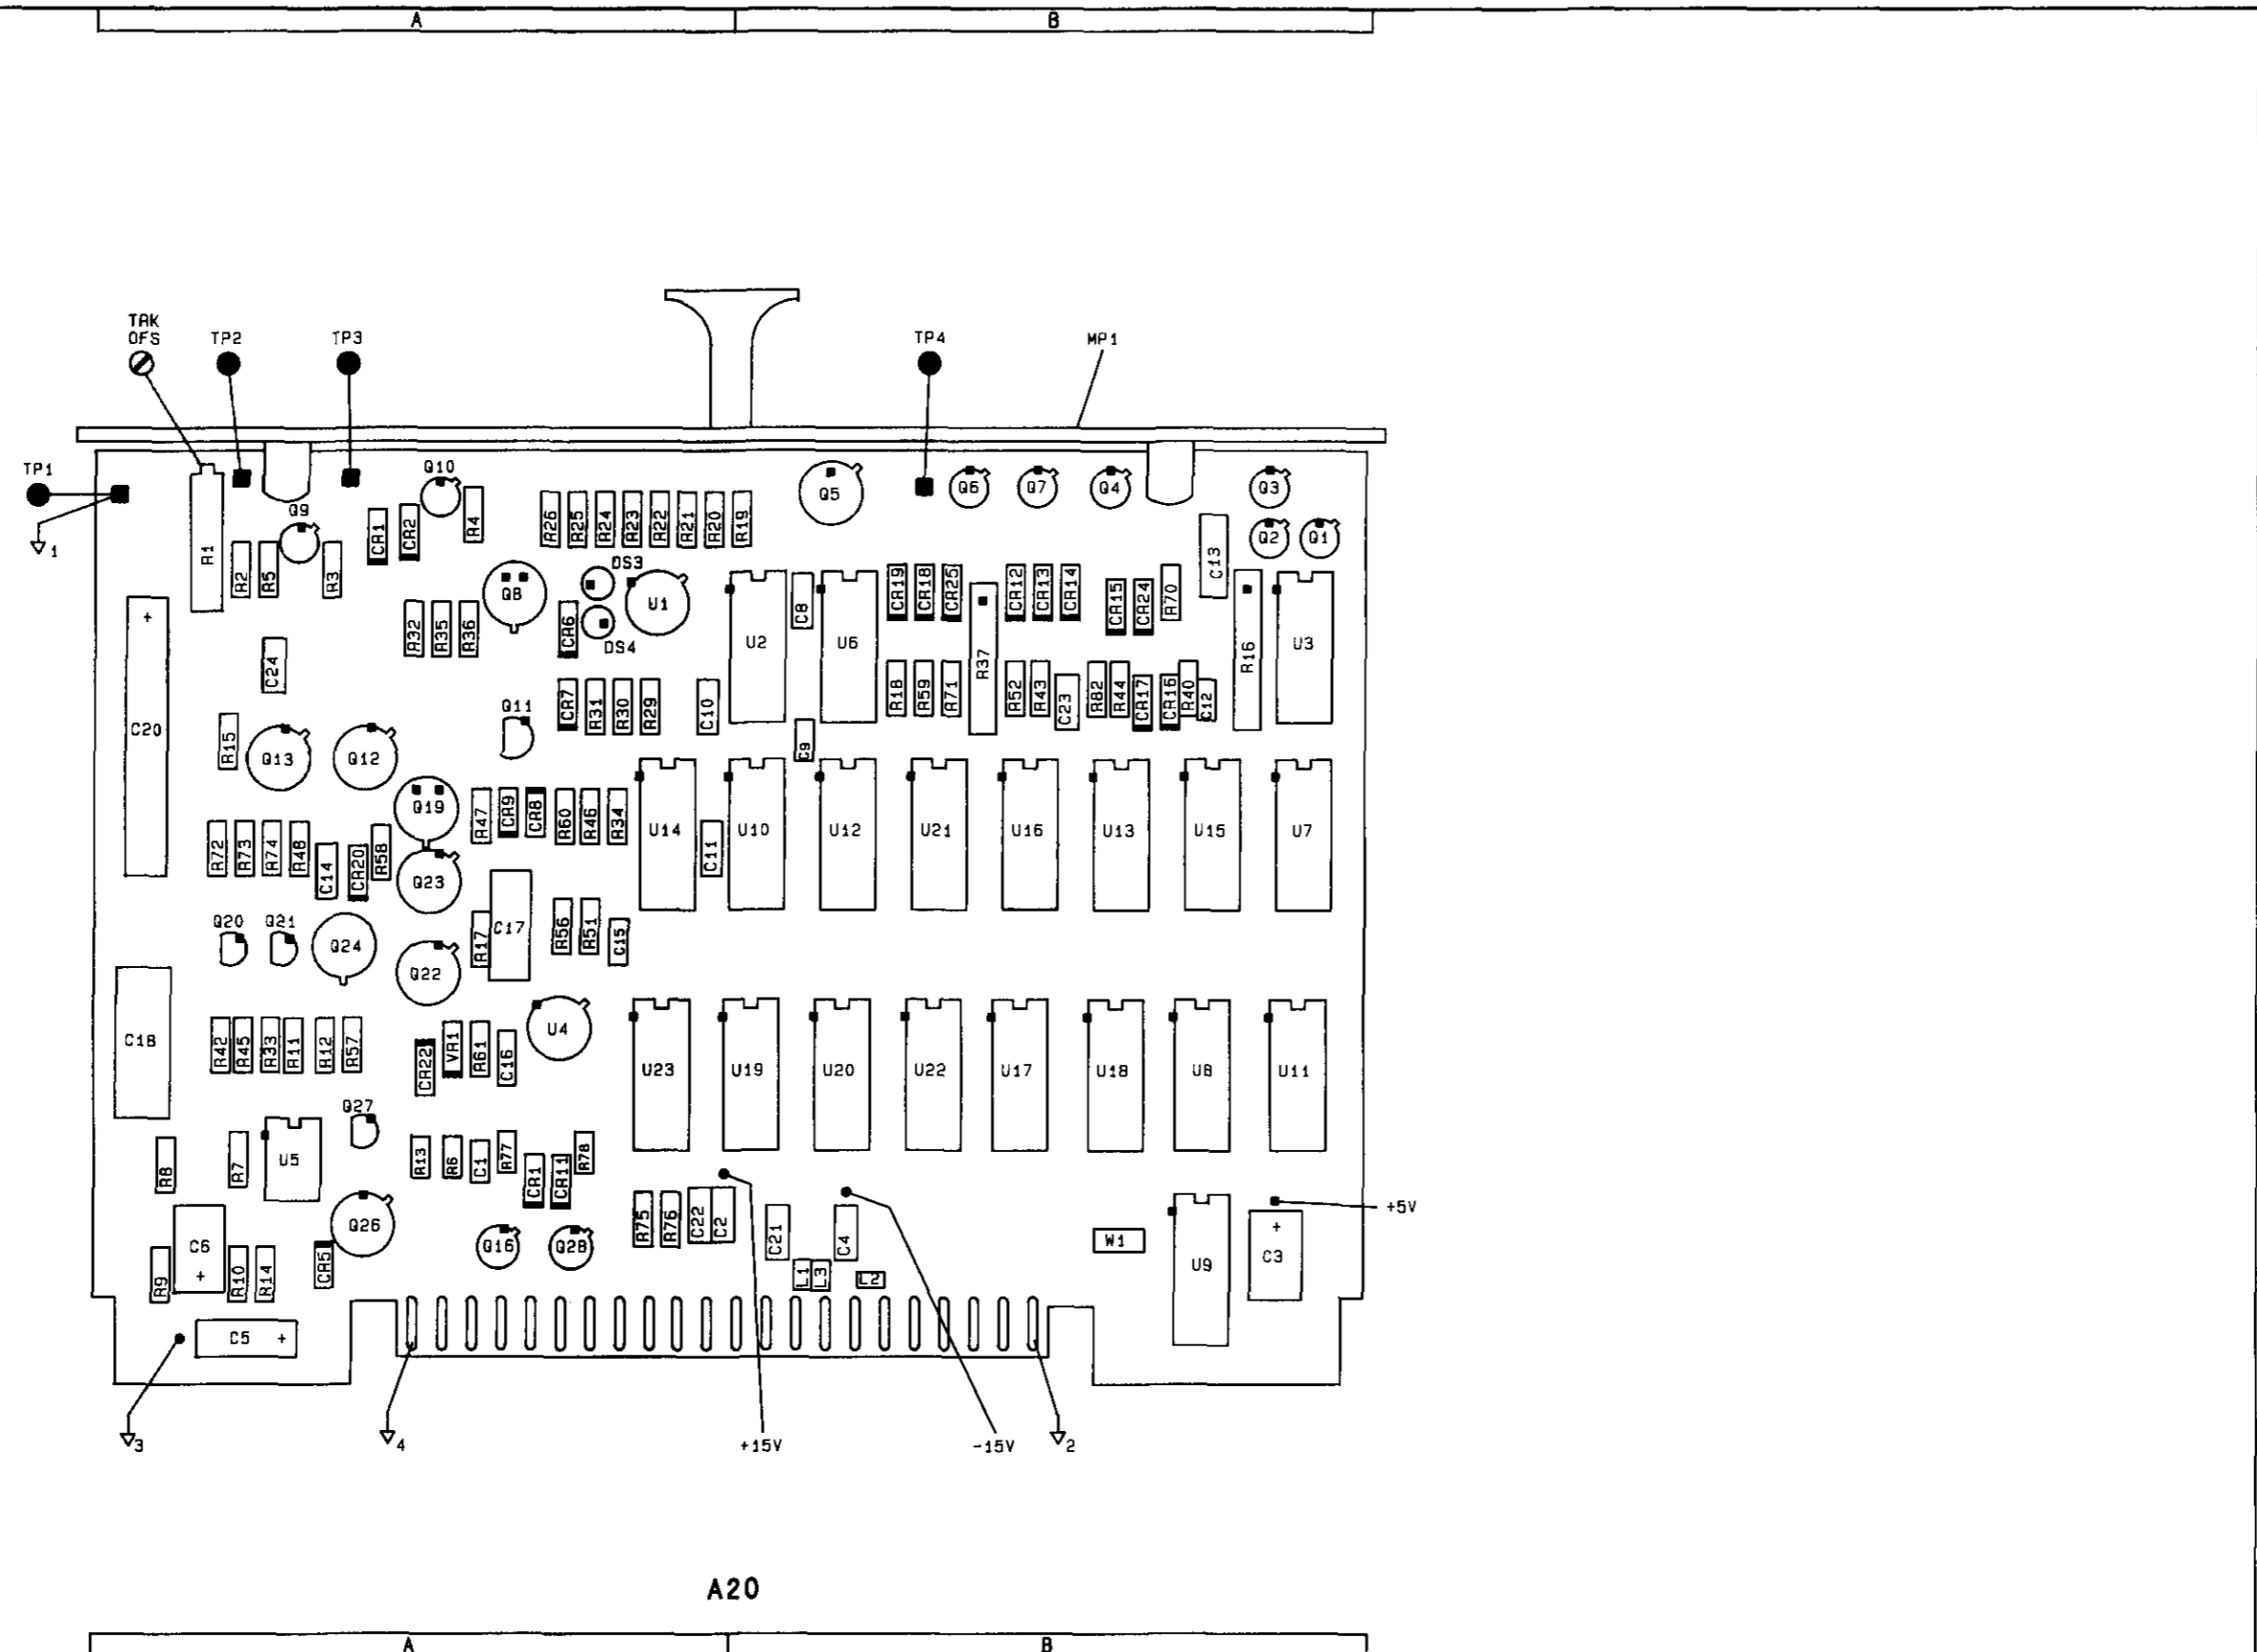 A B
TRK
OFS TP2 TP3 TP4 MP1
TP1
1
Q10 Q5 Q6 Q7 Q4 Q3
Q9 CR1 CR2 R4 R26 R25 R24 R23 R22 R21 R20 R19 Q2 Q1
R1 R2 R5 R3 C13
DS3
Q8 U1 C8 CR19 CR18 CR25 CR12 CR13 CR14 CR15 CR24 R70
+
R32 R35 R36 CR6 DS4 U2 U6 R37 R16 U3
C24
Q11 CR7 R31 R30 R29 C10 R18 R59 R71 R52 R43 C23 R82 R44 CR17 CR16 R40 C12
C20 R15 Q13 Q12 C9
Q19 R47 CR9 CR8 R60 R46 R34 U14 U10 U12 U21 U16 U13 U15 U7
R72 R73 R74 R48 C14 CR20 R58 C11
Q23
Q20 Q21 Q24 R17 C17 R56 R51 C15
Q22
C18 R42 R45 R33 R11 R12 R57 CR22 VR1 R61 C16 U4
U23 U19 U20 U22 U17 U18 U8 U11
Q27
R8 R7 U5 R13 R6 C1 R77 CR1 CR11 R78
+5V
Q26 R75 R76 C22 C2 C21 C4 W1 +
C6 Q16 Q28 C3
+ U9
R9 R10 R14 CR5 L1 L3 L2
C5 +
3 4 +15V -15V 2
A20
A B